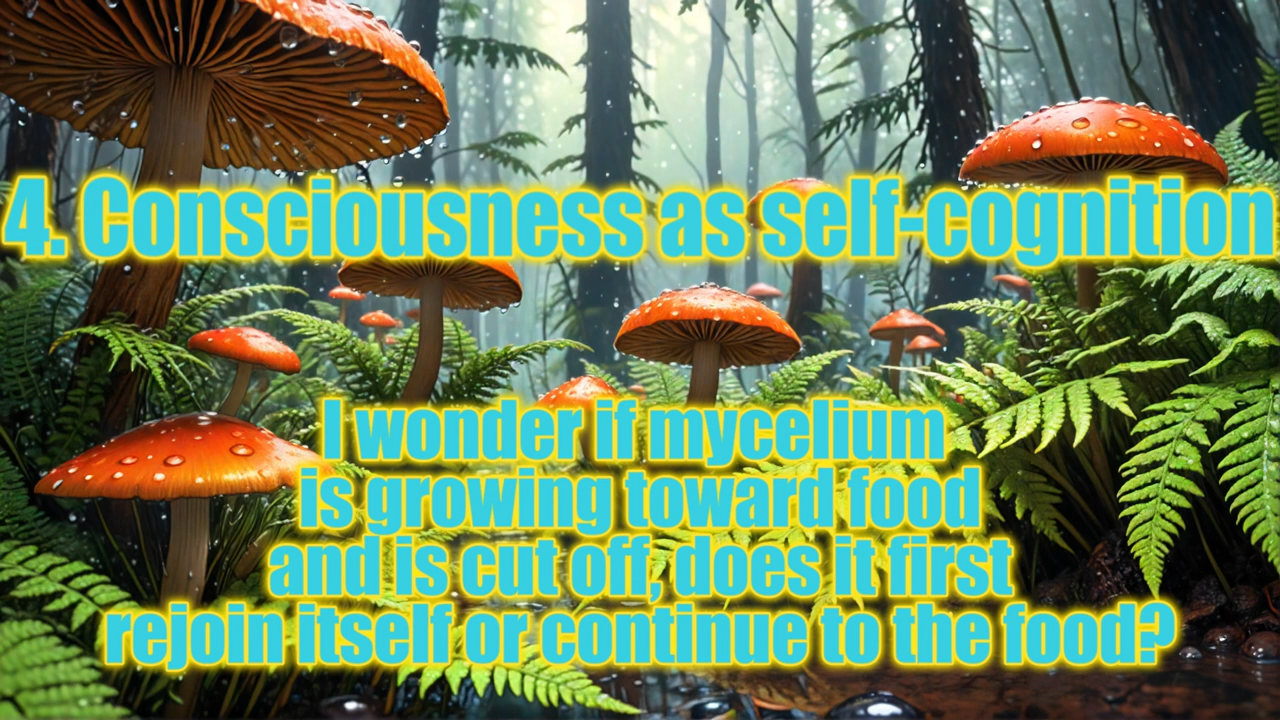 4. Consciousness as self-cognition
I wonder if mycelium
is growing toward food
and is cut off, does it first
rejoin itself or continue to the food?